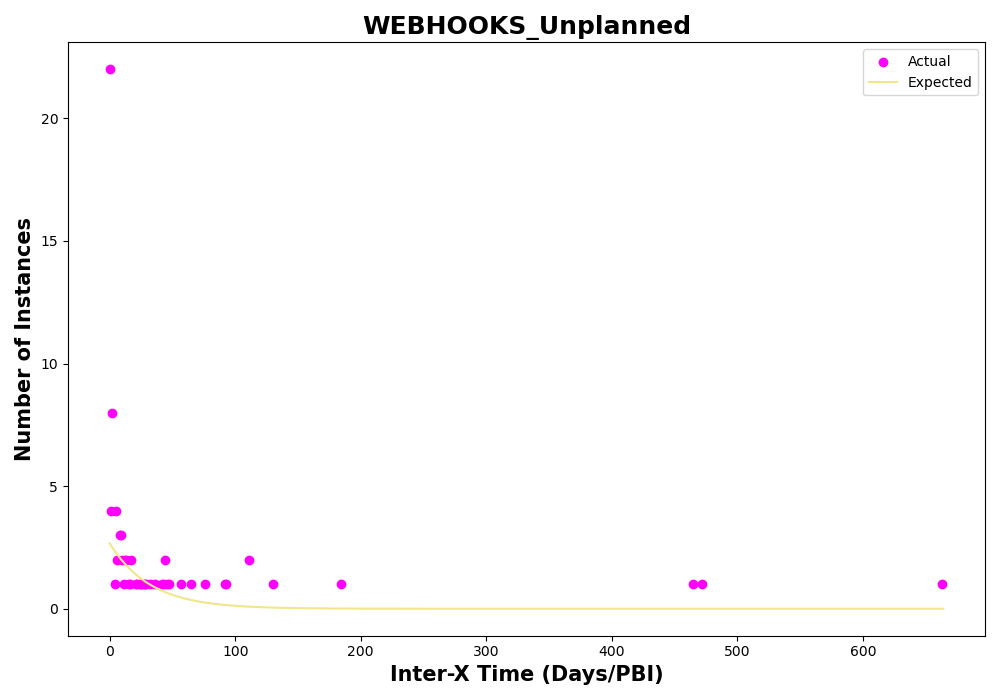 WEBHOOKS_Unplanned
Actual
Expected
Number of Instances
20
15
10
5
0
0 100 200 300 400 500 600
Inter-X Time (Days/PBI)